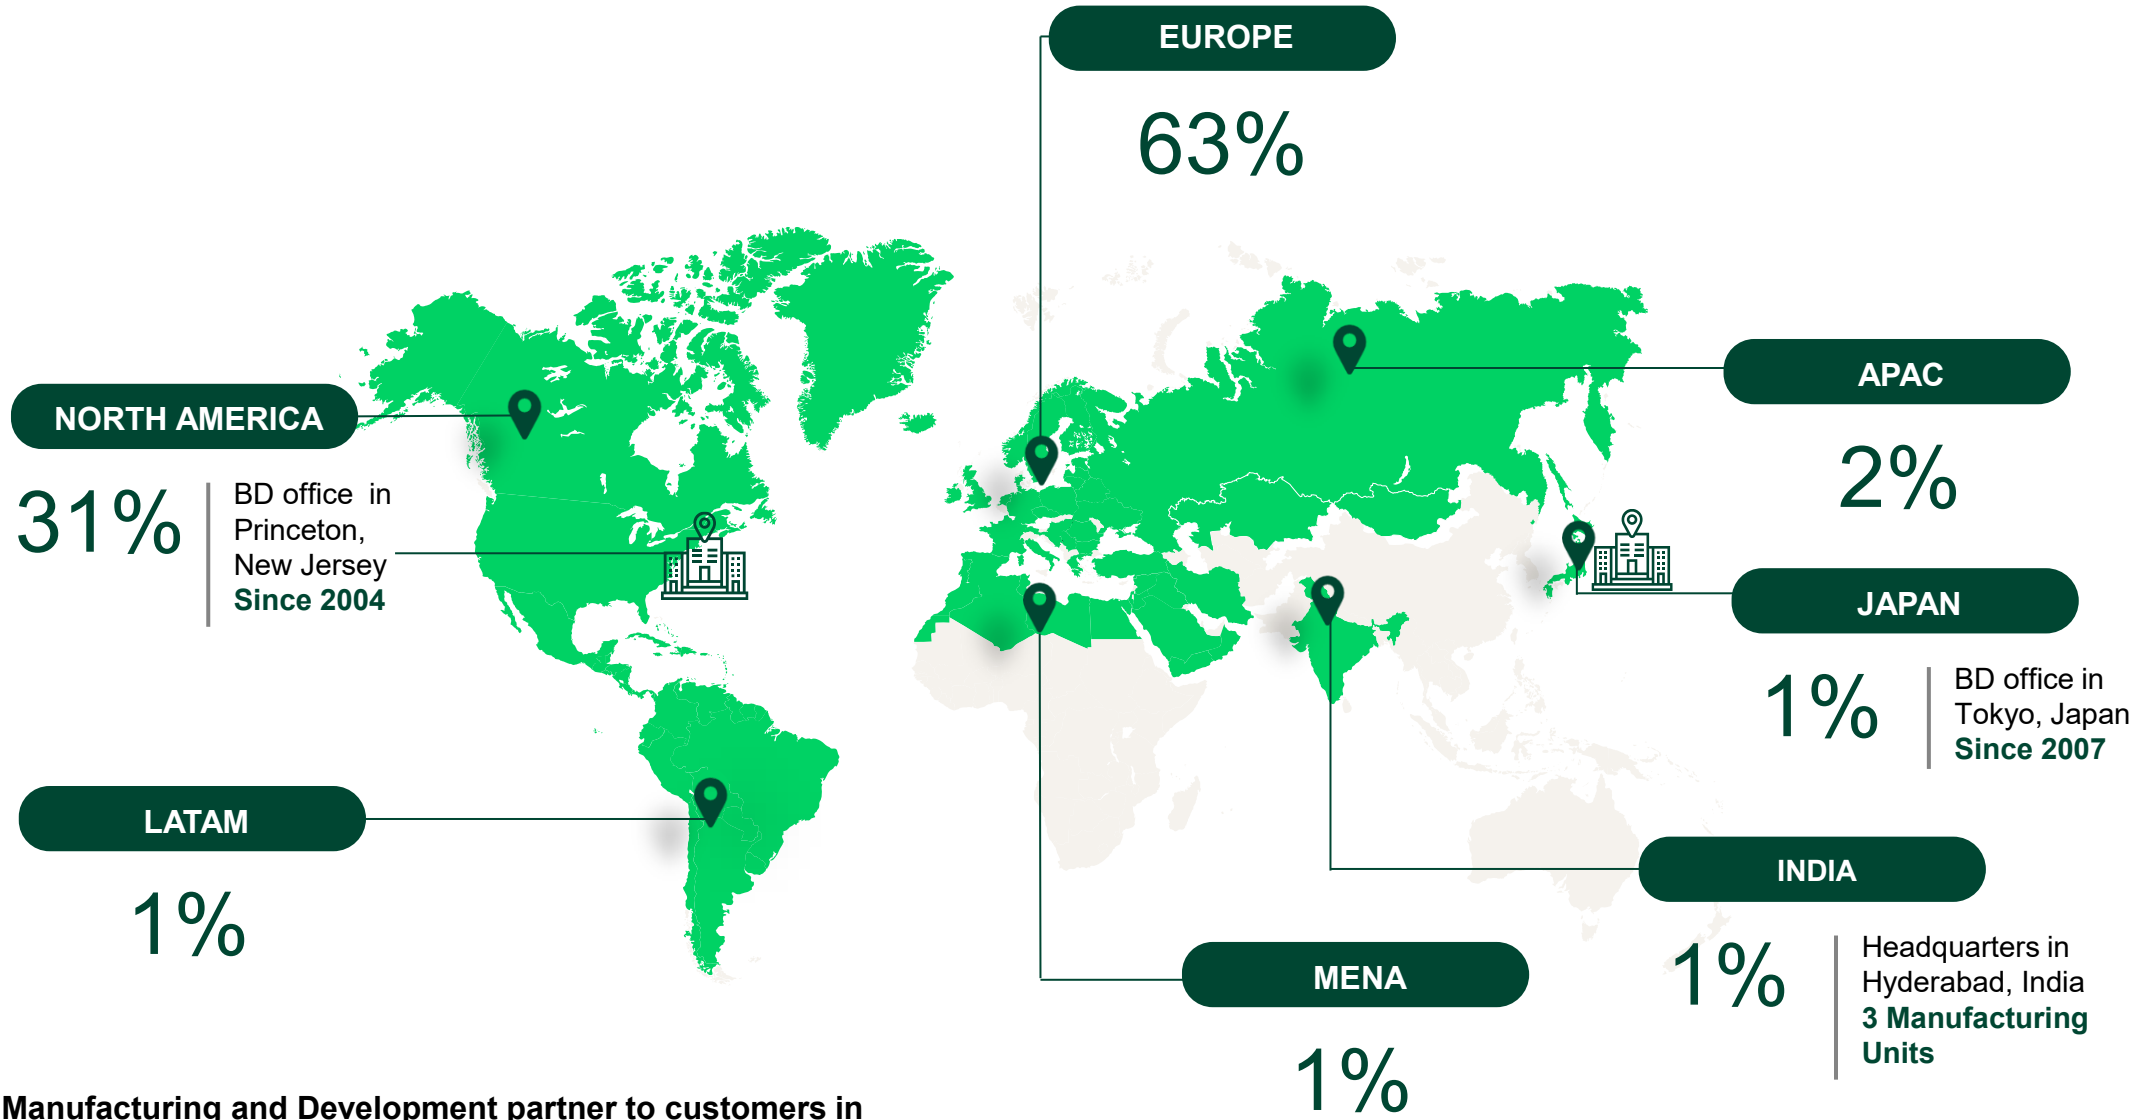 EUROPE
63%
NORTH AMERICA
31%
BD office in
Princeton,
New Jersey
Since 2004
APAC
2%
JAPAN
1%
BD office in
Tokyo, Japan
Since 2007
LATAM
1%
INDIA
1%
Headquarters in
Hyderabad, India
3 Manufacturing
Units
MENA
1%
Manufacturing and Development partner to customers in